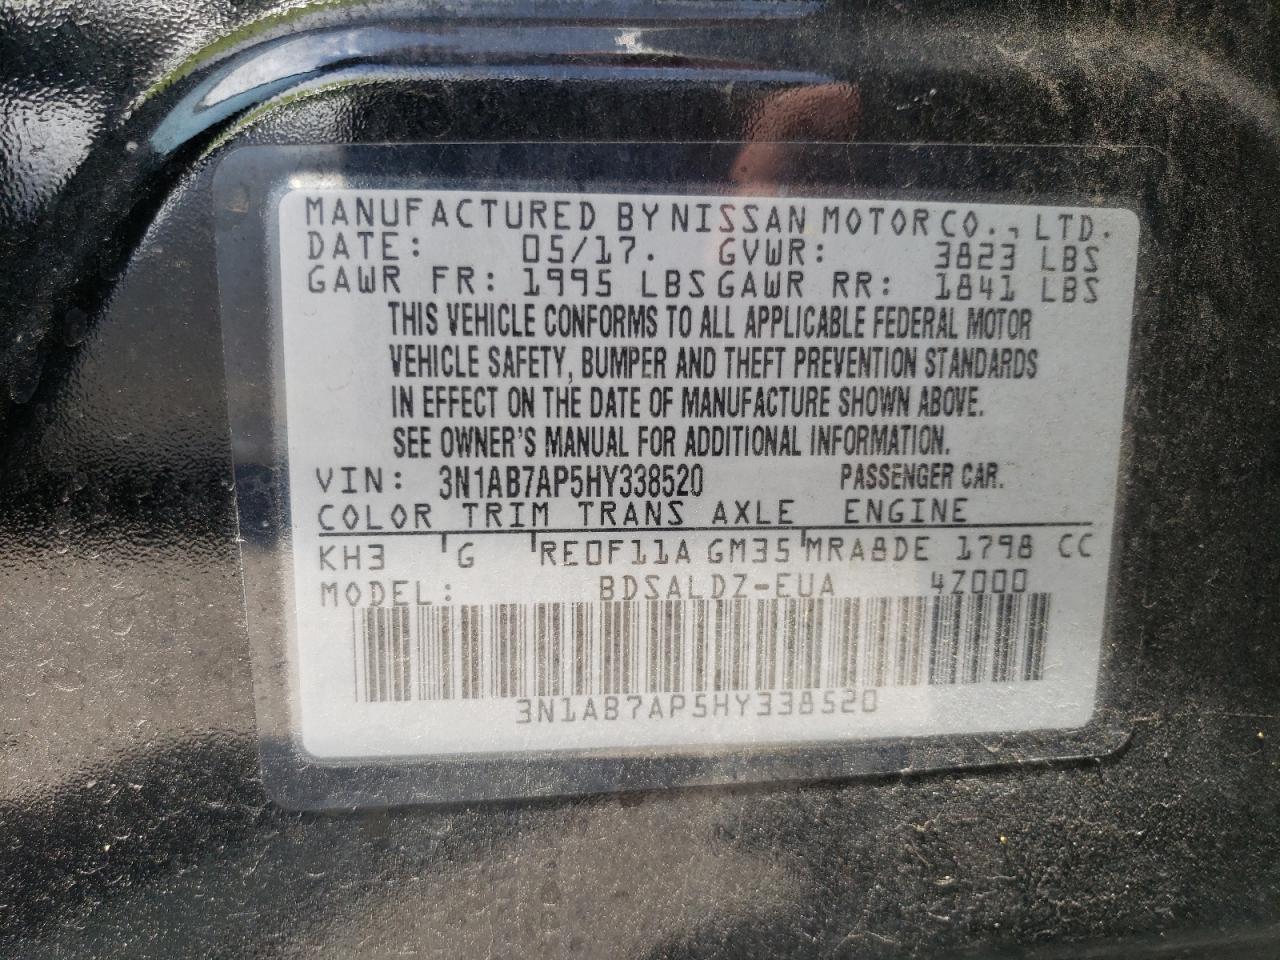 MANUFACTURED BY NISSAN MOTOR CO., LTD.
DATE: 05/17. GVWR: 3823 LBS
GAWR FR: 1995 LBS GAWR RR: 1841 LBS
THIS VEHICLE CONFORMS TO ALL APPLICABLE FEDERAL MOTOR
VEHICLE SAFETY, BUMPER AND THEFT PREVENTION STANDARDS
IN EFFECT ON THE DATE OF MANUFACTURE SHOWN ABOVE.
SEE OWNER'S MANUAL FOR ADDITIONAL INFORMATION.
VIN: 3N1AB7AP5HY338520 PASSENGER CAR.
COLOR TRIM TRANS AXLE ENGINE
KH3 G RE0F11A GM35 MRA8DE 1798 CC
MODEL: BDSALDZ-EUA 4Z000
3N1AB7AP5HY338520